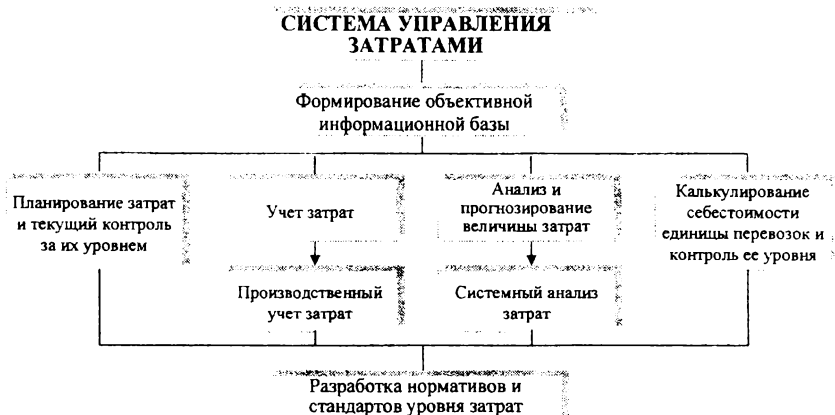 СИСТЕМА УПРАВЛЕНИЯ
ЗАТРАТАМИ
Формирование объективной
информационной базы
Планирование затрат
и текущий контроль
за их уровнем
Учет затрат
Анализ и
прогнозирование
величины затрат
Калькулирование
себестоимости
единицы перевозок и
контроль ее уровня
Производственный
учет затрат
Системный анализ
затрат
Разработка нормативов и
стандартов уровня затрат